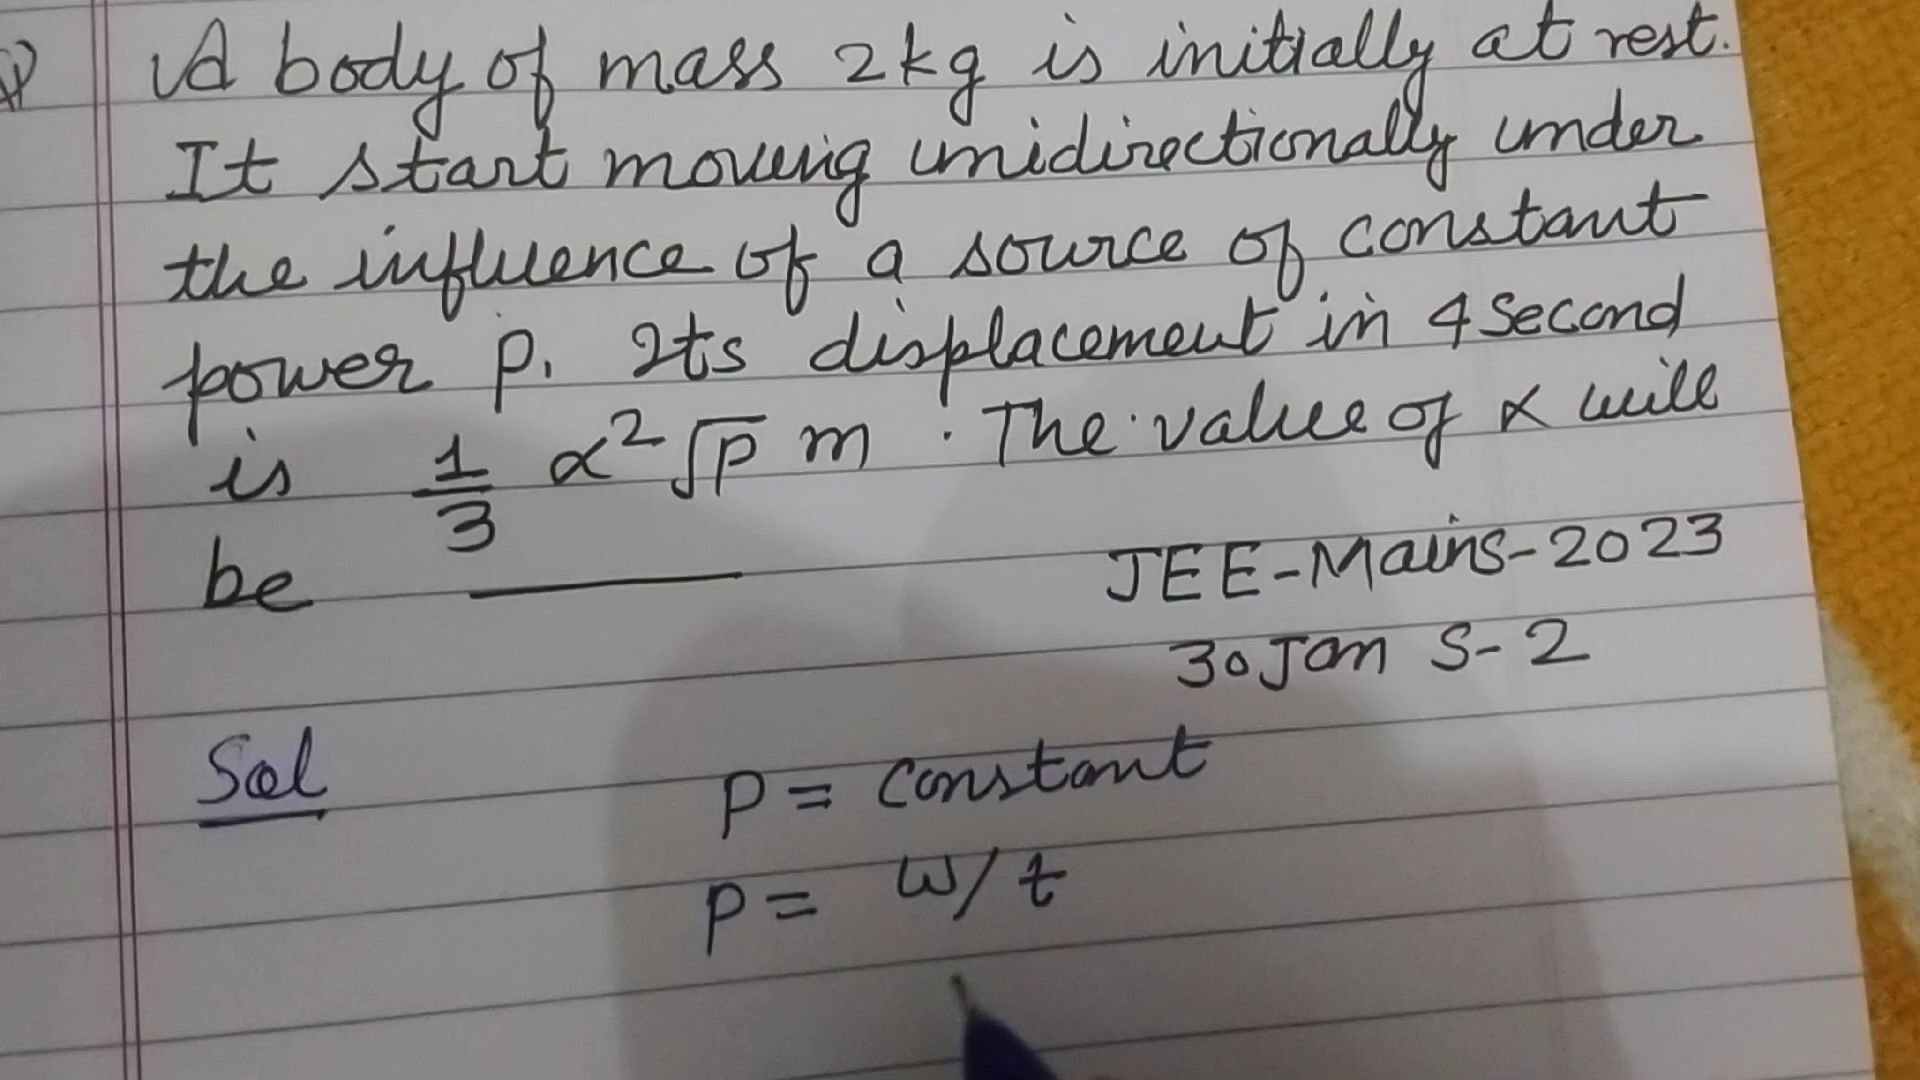 A body of mass 2kg is initially at rest.
It start moving unidirectionally under
the influence of a source of constant
power P. Its displacement in 4 second
is 1/3 α² √P m. The value of α will
be ______
JEE-Mains-2023
30 Jan S-2
Sol
P = constant
P = W/t